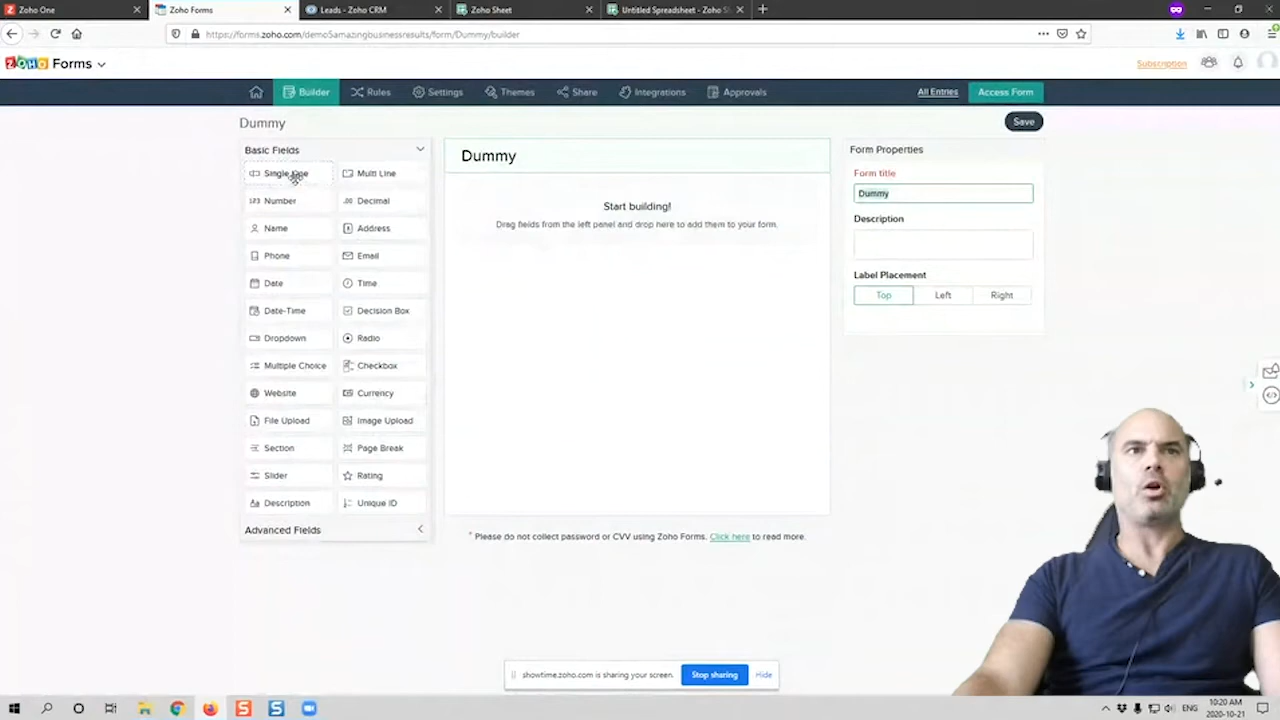 Zoho One
Zoho Forms
Leads - Zoho CRM
Zoho Sheet
Untitled Spreadsheet - Zoho S
https://forms.zoho.com/demo5amazingbusinessresults/form/Dummy/builder
ZOHO Forms
Subscription
Builder
Rules
Settings
Themes
Share
Integrations
Approvals
All Entries
Access Form
Dummy
Save
Basic Fields
Single Line
Multi Line
Number
Decimal
Name
Address
Phone
Email
Date
Time
Date-Time
Decision Box
Dropdown
Radio
Multiple Choice
Checkbox
Website
Currency
File Upload
Image Upload
Section
Page Break
Slider
Rating
Description
Unique ID
Advanced Fields
Dummy
Start building!
Drag fields from the left panel and drop here to add them to your form.
* Please do not collect password or CVV using Zoho Forms. Click here to read more.
Form Properties
Form title
Dummy
Description
Label Placement
Top
Left
Right
showtime.zoho.com is sharing your screen.
Stop sharing
Hide
ENG
10:20 AM
2020-10-21